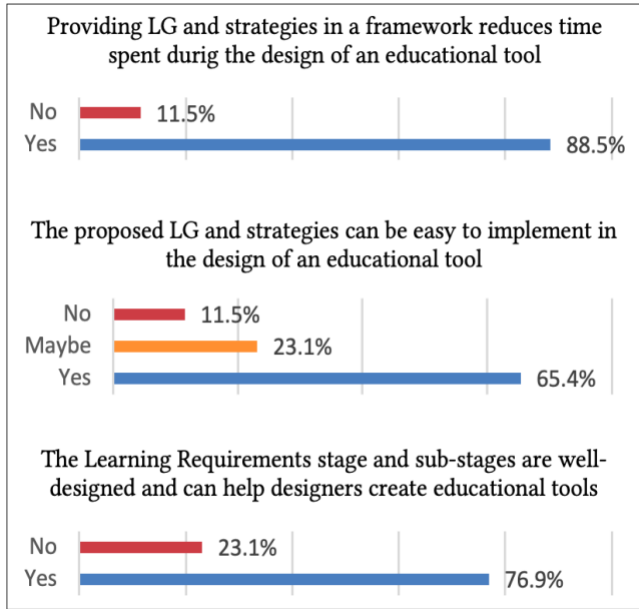 Providing LG and strategies in a framework reduces time
spent durig the design of an educational tool
No 11.5%
Yes 88.5%
The proposed LG and strategies can be easy to implement in
the design of an educational tool
No 11.5%
Maybe 23.1%
Yes 65.4%
The Learning Requirements stage and sub-stages are well-
designed and can help designers create educational tools
No 23.1%
Yes 76.9%